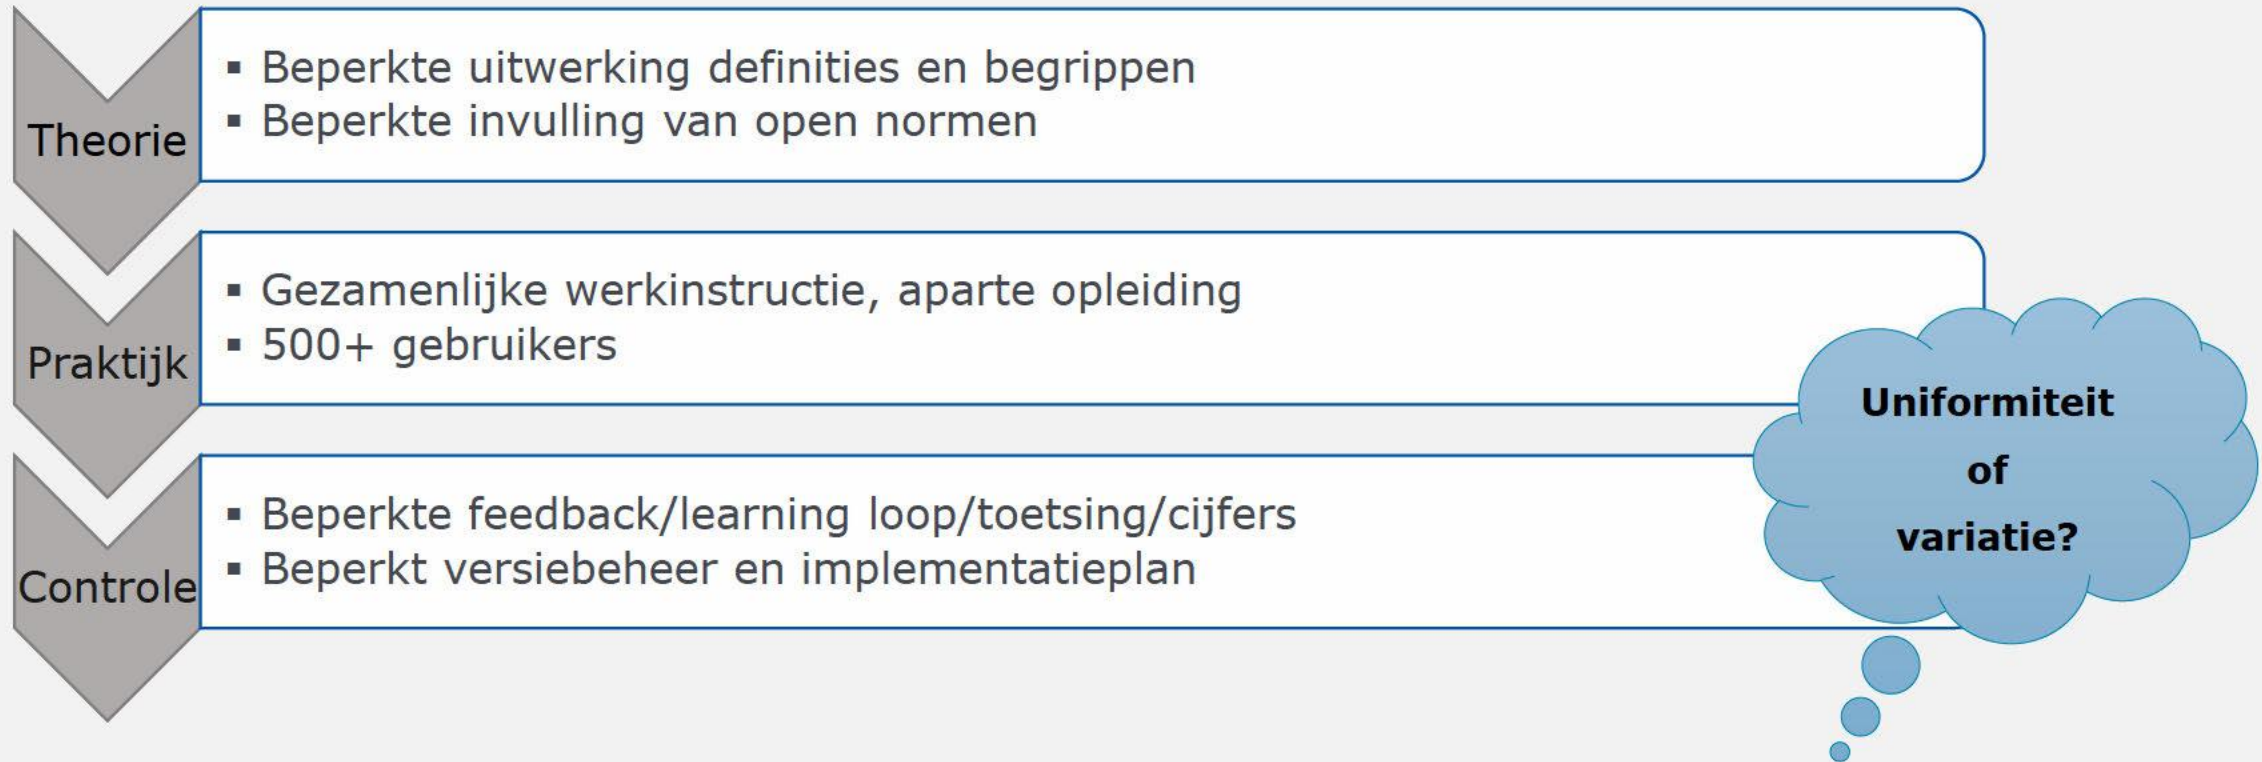 Theorie
▪ Beperkte uitwerking definities en begrippen
▪ Beperkte invulling van open normen
Praktijk
▪ Gezamenlijke werkinstructie, aparte opleiding
▪ 500+ gebruikers
Controle
▪ Beperkte feedback/learning loop/toetsing/cijfers
▪ Beperkt versiebeheer en implementatieplan
Uniformiteit
of
variatie?